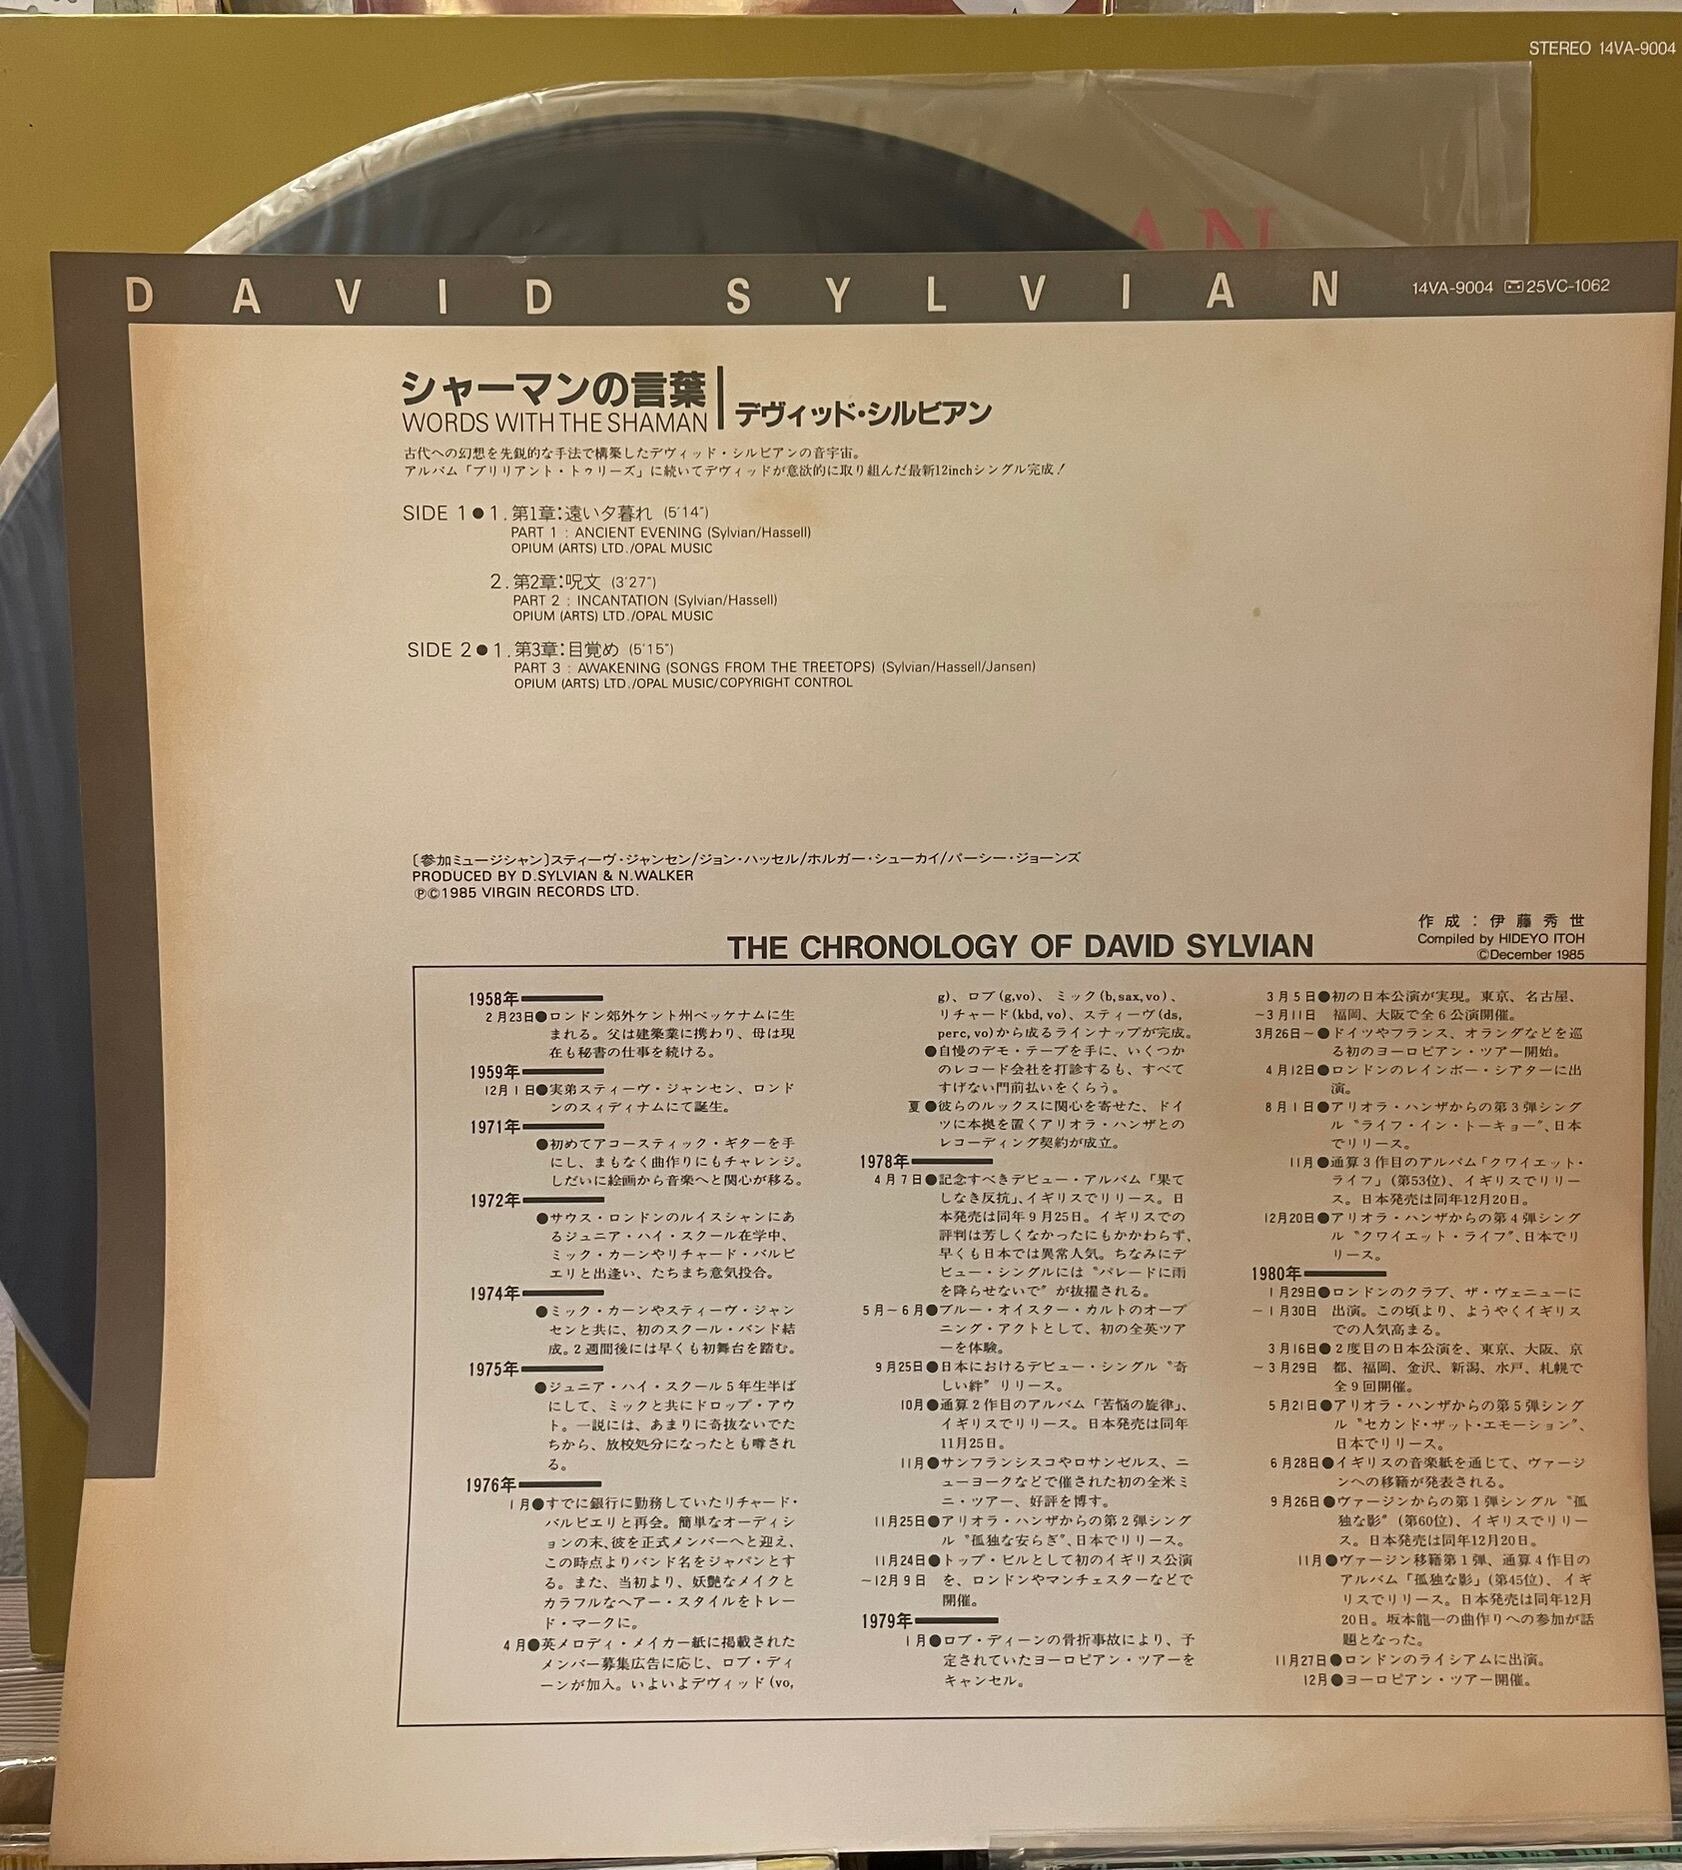 STEREO 14VA-9004
AN
DAVID SYLVIAN
14VA-9004 25VC-1062
シャーマンの言葉
WORDS WITH THE SHAMAN
デヴィッド・シルビアン
古代への幻想を先鋭的な手法で構築したデヴィッド・シルビアンの音宇宙。
アルバム「ブリリアント・トゥリーズ」に続いてデヴィッドが意欲的に取り組んだ最新12inchシングル完成！
SIDE 1●1. 第1章:遠い夕暮れ (5'14")
PART 1 : ANCIENT EVENING (Sylvian/Hassell)
OPIUM (ARTS) LTD./OPAL MUSIC
2. 第2章:呪文 (3'27")
PART 2 : INCANTATION (Sylvian/Hassell)
OPIUM (ARTS) LTD./OPAL MUSIC
SIDE 2●1. 第3章:目覚め (5'15")
PART 3 : AWAKENING (SONGS FROM THE TREETOPS) (Sylvian/Hassell/Jansen)
OPIUM (ARTS) LTD./OPAL MUSIC/COPYRIGHT CONTROL
〔参加ミュージシャン〕スティーヴ・ジャンセン/ジョン・ハッセル/ホルガー・シューカイ/パーシー・ジョーンズ
PRODUCED BY D.SYLVIAN & N.WALKER
℗©1985 VIRGIN RECORDS LTD.
作成：伊藤秀世
Compiled by HIDEYO ITOH
©December 1985
THE CHRONOLOGY OF DAVID SYLVIAN
1958年
2月23日●ロンドン郊外ケント州ベッケナムに生
まれる。父は建築業に携わり、母は現
在も秘書の仕事を続ける。
1959年
12月1日●実弟スティーヴ・ジャンセン、ロンド
ンのスィディナムにて誕生。
1971年
●初めてアコースティック・ギターを手
にし、まもなく曲作りにもチャレンジ。
しだいに絵画から音楽へと関心が移る。
1972年
●サウス・ロンドンのルイスシャンにあ
るジュニア・ハイ・スクール在学中、
ミック・カーンやリチャード・バルビ
エリと出逢い、たちまち意気投合。
1974年
●ミック・カーンやスティーヴ・ジャン
センと共に、初のスクール・バンド結
成。2週間後には早くも初舞台を踏む。
1975年
●ジュニア・ハイ・スクール5年生半ば
にして、ミックと共にドロップ・アウ
ト。一説には、あまりに奇抜ないでた
ちから、放校処分になったとも噂され
る。
1976年
1月●すでに銀行に勤務していたリチャード・
バルビエリと再会。簡単なオーディシ
ョンの末、彼を正式メンバーへと迎え、
この時点よりバンド名をジャパンとす
る。また、当初より、妖艶なメイクと
カラフルなヘアー・スタイルをトレー
ド・マークに。
4月●英メロディ・メイカー紙に掲載された
メンバー募集広告に応じ、ロブ・ディ
ーンが加入。いよいよデヴィッド(vo,
g)、ロブ(g,vo)、ミック(b,sax,vo)、
リチャード(kbd,vo)、スティーヴ(ds,
perc,vo)から成るラインナップが完成。
●自慢のデモ・テープを手に、いくつか
のレコード会社を打診するも、すべて
すげない門前払いをくらう。
夏●彼らのルックスに関心を寄せた、ドイ
ツに本拠を置くアリオラ・ハンザとの
レコーディング契約が成立。
1978年
4月7日●記念すべきデビュー・アルバム「果て
しなき反抗」、イギリスでリリース。日
本発売は同年9月25日。イギリスでの
評判は芳しくなかったにもかかわらず、
早くも日本では異常人気。ちなみにデ
ビュー・シングルには〝パレードに雨
を降らせないで〟が抜擢される。
5月～6月●ブルー・オイスター・カルトのオープ
ニング・アクトとして、初の全英ツア
ーを体験。
9月25日●日本におけるデビュー・シングル〝奇
しい絆〟リリース。
10月●通算2作目のアルバム「苦悩の旋律」、
イギリスでリリース。日本発売は同年
11月25日。
11月●サンフランシスコやロサンゼルス、ニ
ューヨークなどで催された初の全米ミ
ニ・ツアー、好評を博す。
11月25日●アリオラ・ハンザからの第2弾シング
ル〝孤独な安らぎ〟、日本でリリース。
11月24日●トップ・ビルとして初のイギリス公演
～12月9日 を、ロンドンやマンチェスターなどで
開催。
1979年
1月●ロブ・ディーンの骨折事故により、予
定されていたヨーロピアン・ツアーを
キャンセル。
3月5日●初の日本公演が実現。東京、名古屋、
～3月11日 福岡、大阪で全6公演開催。
3月26日～●ドイツやフランス、オランダなどを巡
る初のヨーロピアン・ツアー開始。
4月12日●ロンドンのレインボー・シアターに出
演。
8月1日●アリオラ・ハンザからの第3弾シング
ル〝ライフ・イン・トーキョー〟、日本
でリリース。
11月●通算3作目のアルバム「クワイエット・
ライフ」(第53位)、イギリスでリリー
ス。日本発売は同年12月20日。
12月20日●アリオラ・ハンザからの第4弾シング
ル〝クワイエット・ライフ〟、日本でリ
リース。
1980年
1月29日●ロンドンのクラブ、ザ・ヴェニューに
～1月30日 出演。この頃より、ようやくイギリス
での人気高まる。
3月16日●2度目の日本公演を、東京、大阪、京
～3月29日 都、福岡、金沢、新潟、水戸、札幌で
全9回開催。
5月21日●アリオラ・ハンザからの第5弾シング
ル〝セカンド・ザット・エモーション〟、
日本でリリース。
6月28日●イギリスの音楽紙を通じて、ヴァージ
ンへの移籍が発表される。
9月26日●ヴァージンからの第1弾シングル〝孤
独な影〟(第60位)、イギリスでリリー
ス。日本発売は同年12月20日。
11月●ヴァージン移籍第1弾、通算4作目の
アルバム「孤独な影」(第45位)、イギ
リスでリリース。日本発売は同年12月
20日。坂本龍一の曲作りへの参加が話
題となった。
11月27日●ロンドンのライシアムに出演。
12月●ヨーロピアン・ツアー開催。